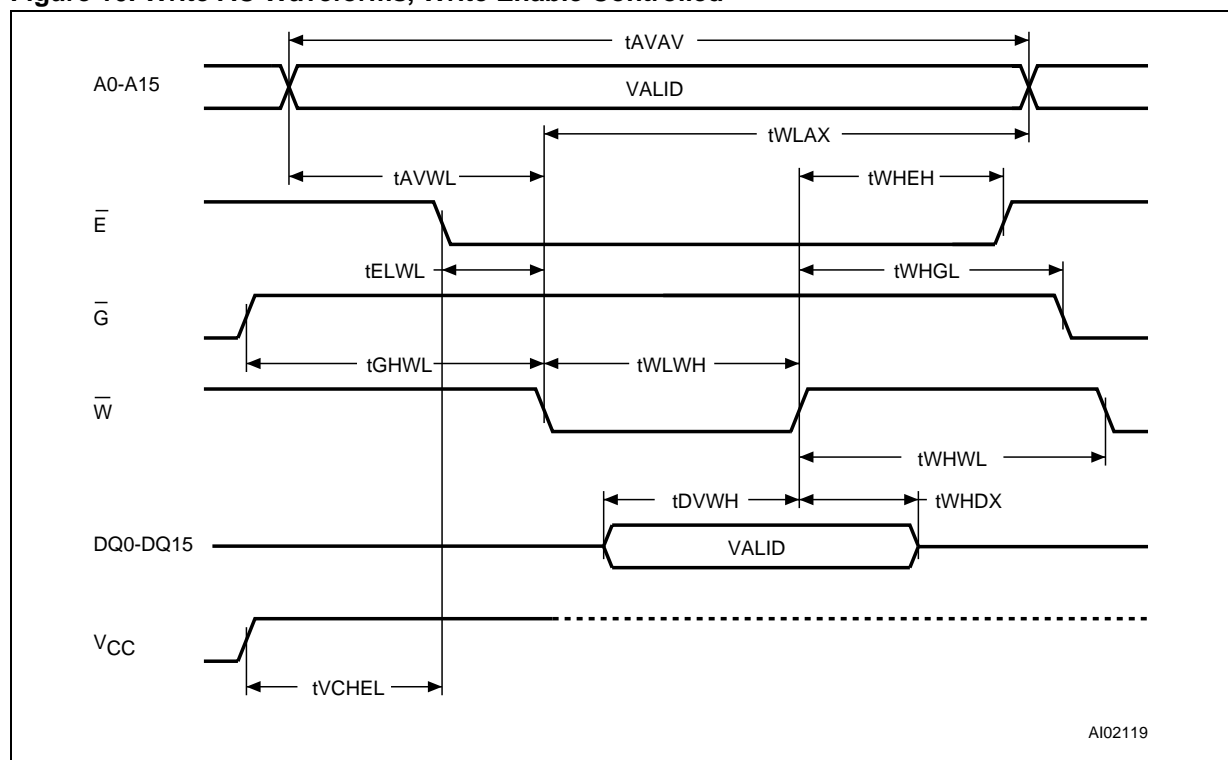 Figure 10. Write AC Waveforms, Write Enable Controlled
tAVAV
A0-A15
VALID
tWLAX
tAVWL
tWHEH
E̅
tELWL
tWHGL
G̅
tGHWL
tWLWH
W̅
tWHWL
tDVWH
tWHDX
DQ0-DQ15
VALID
VCC
tVCHEL
AI02119